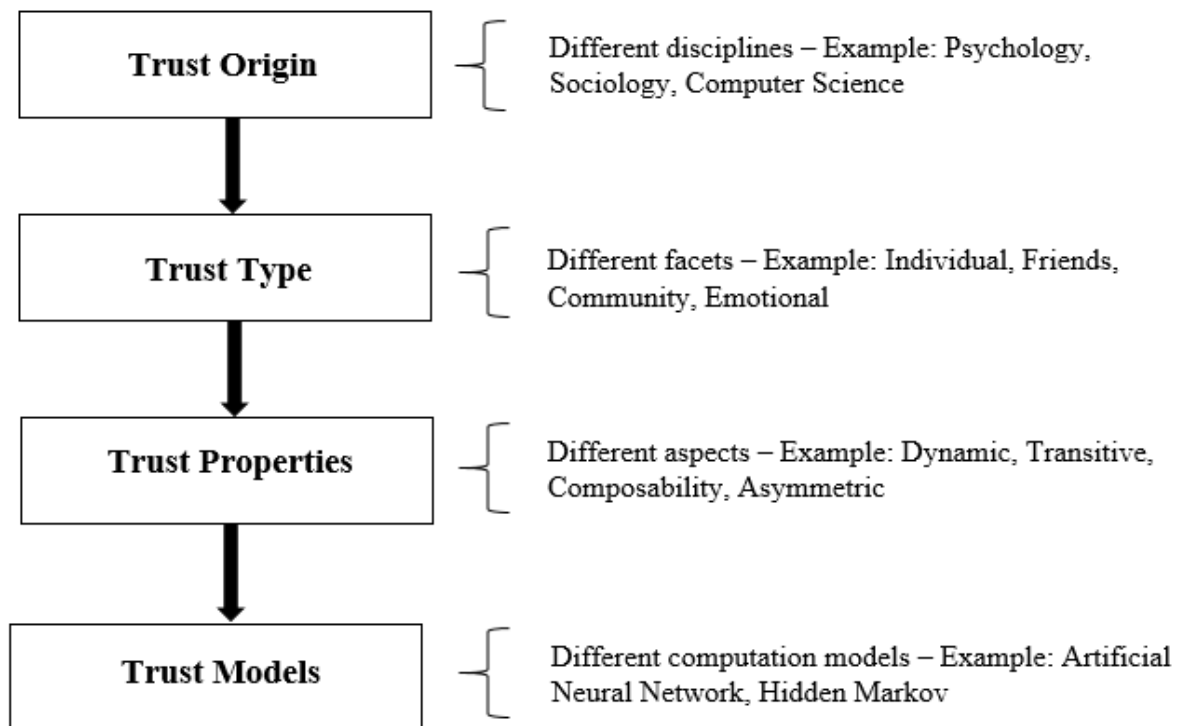 Trust Origin
Different disciplines – Example: Psychology,
Sociology, Computer Science
Trust Type
Different facets – Example: Individual, Friends,
Community, Emotional
Trust Properties
Different aspects – Example: Dynamic, Transitive,
Composability, Asymmetric
Trust Models
Different computation models – Example: Artificial
Neural Network, Hidden Markov